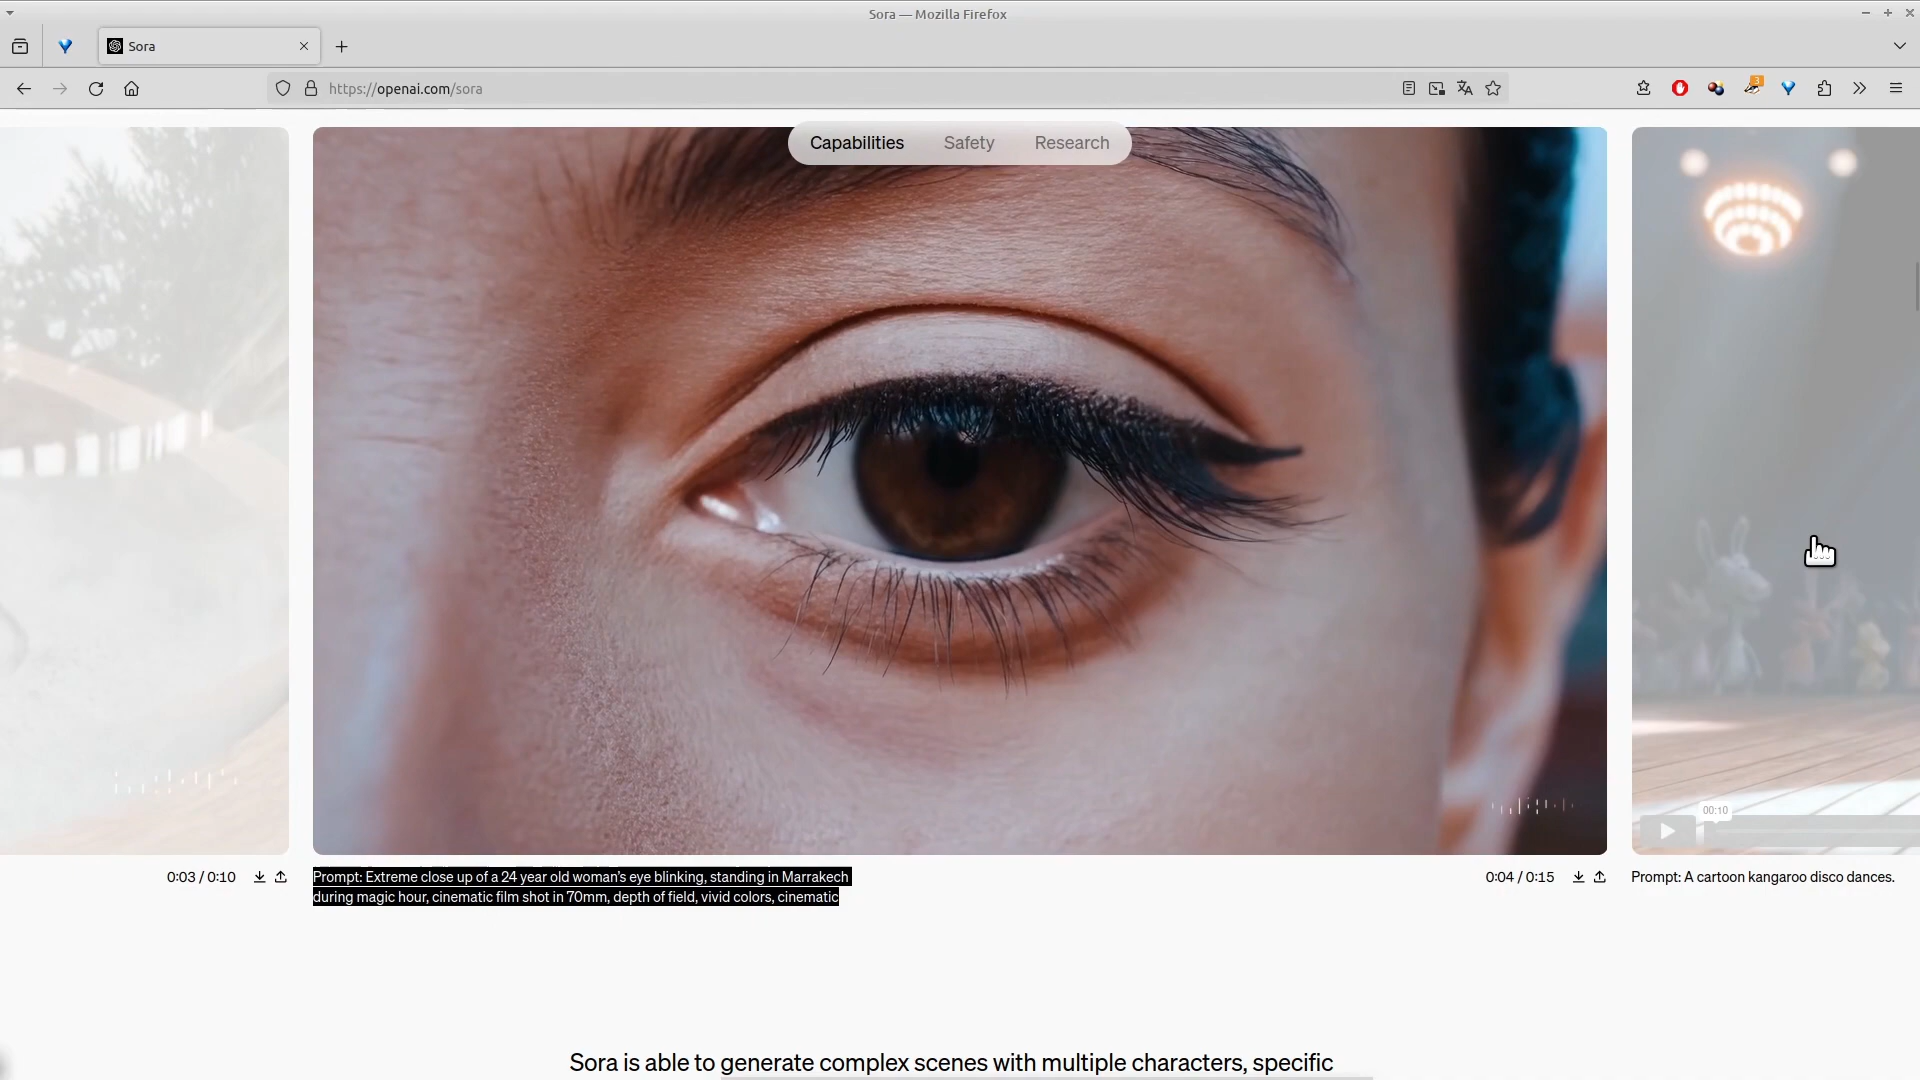 Sora — Mozilla Firefox
Sora
https://openai.com/sora
3
Capabilities
Safety
Research
00:10
0:03 / 0:10
Prompt: Extreme close up of a 24 year old woman's eye blinking, standing in Marrakech
during magic hour, cinematic film shot in 70mm, depth of field, vivid colors, cinematic
0:04 / 0:15
Prompt: A cartoon kangaroo disco dances.
Sora is able to generate complex scenes with multiple characters, specific